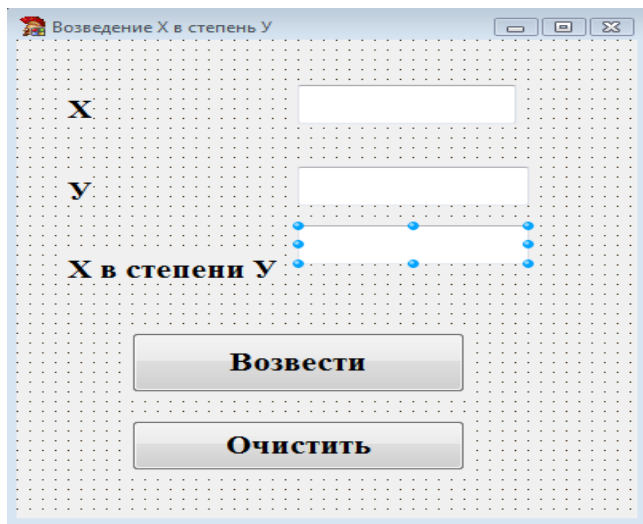 Возведение X в степень У
X
У
X в степени У
Возвести
Очистить